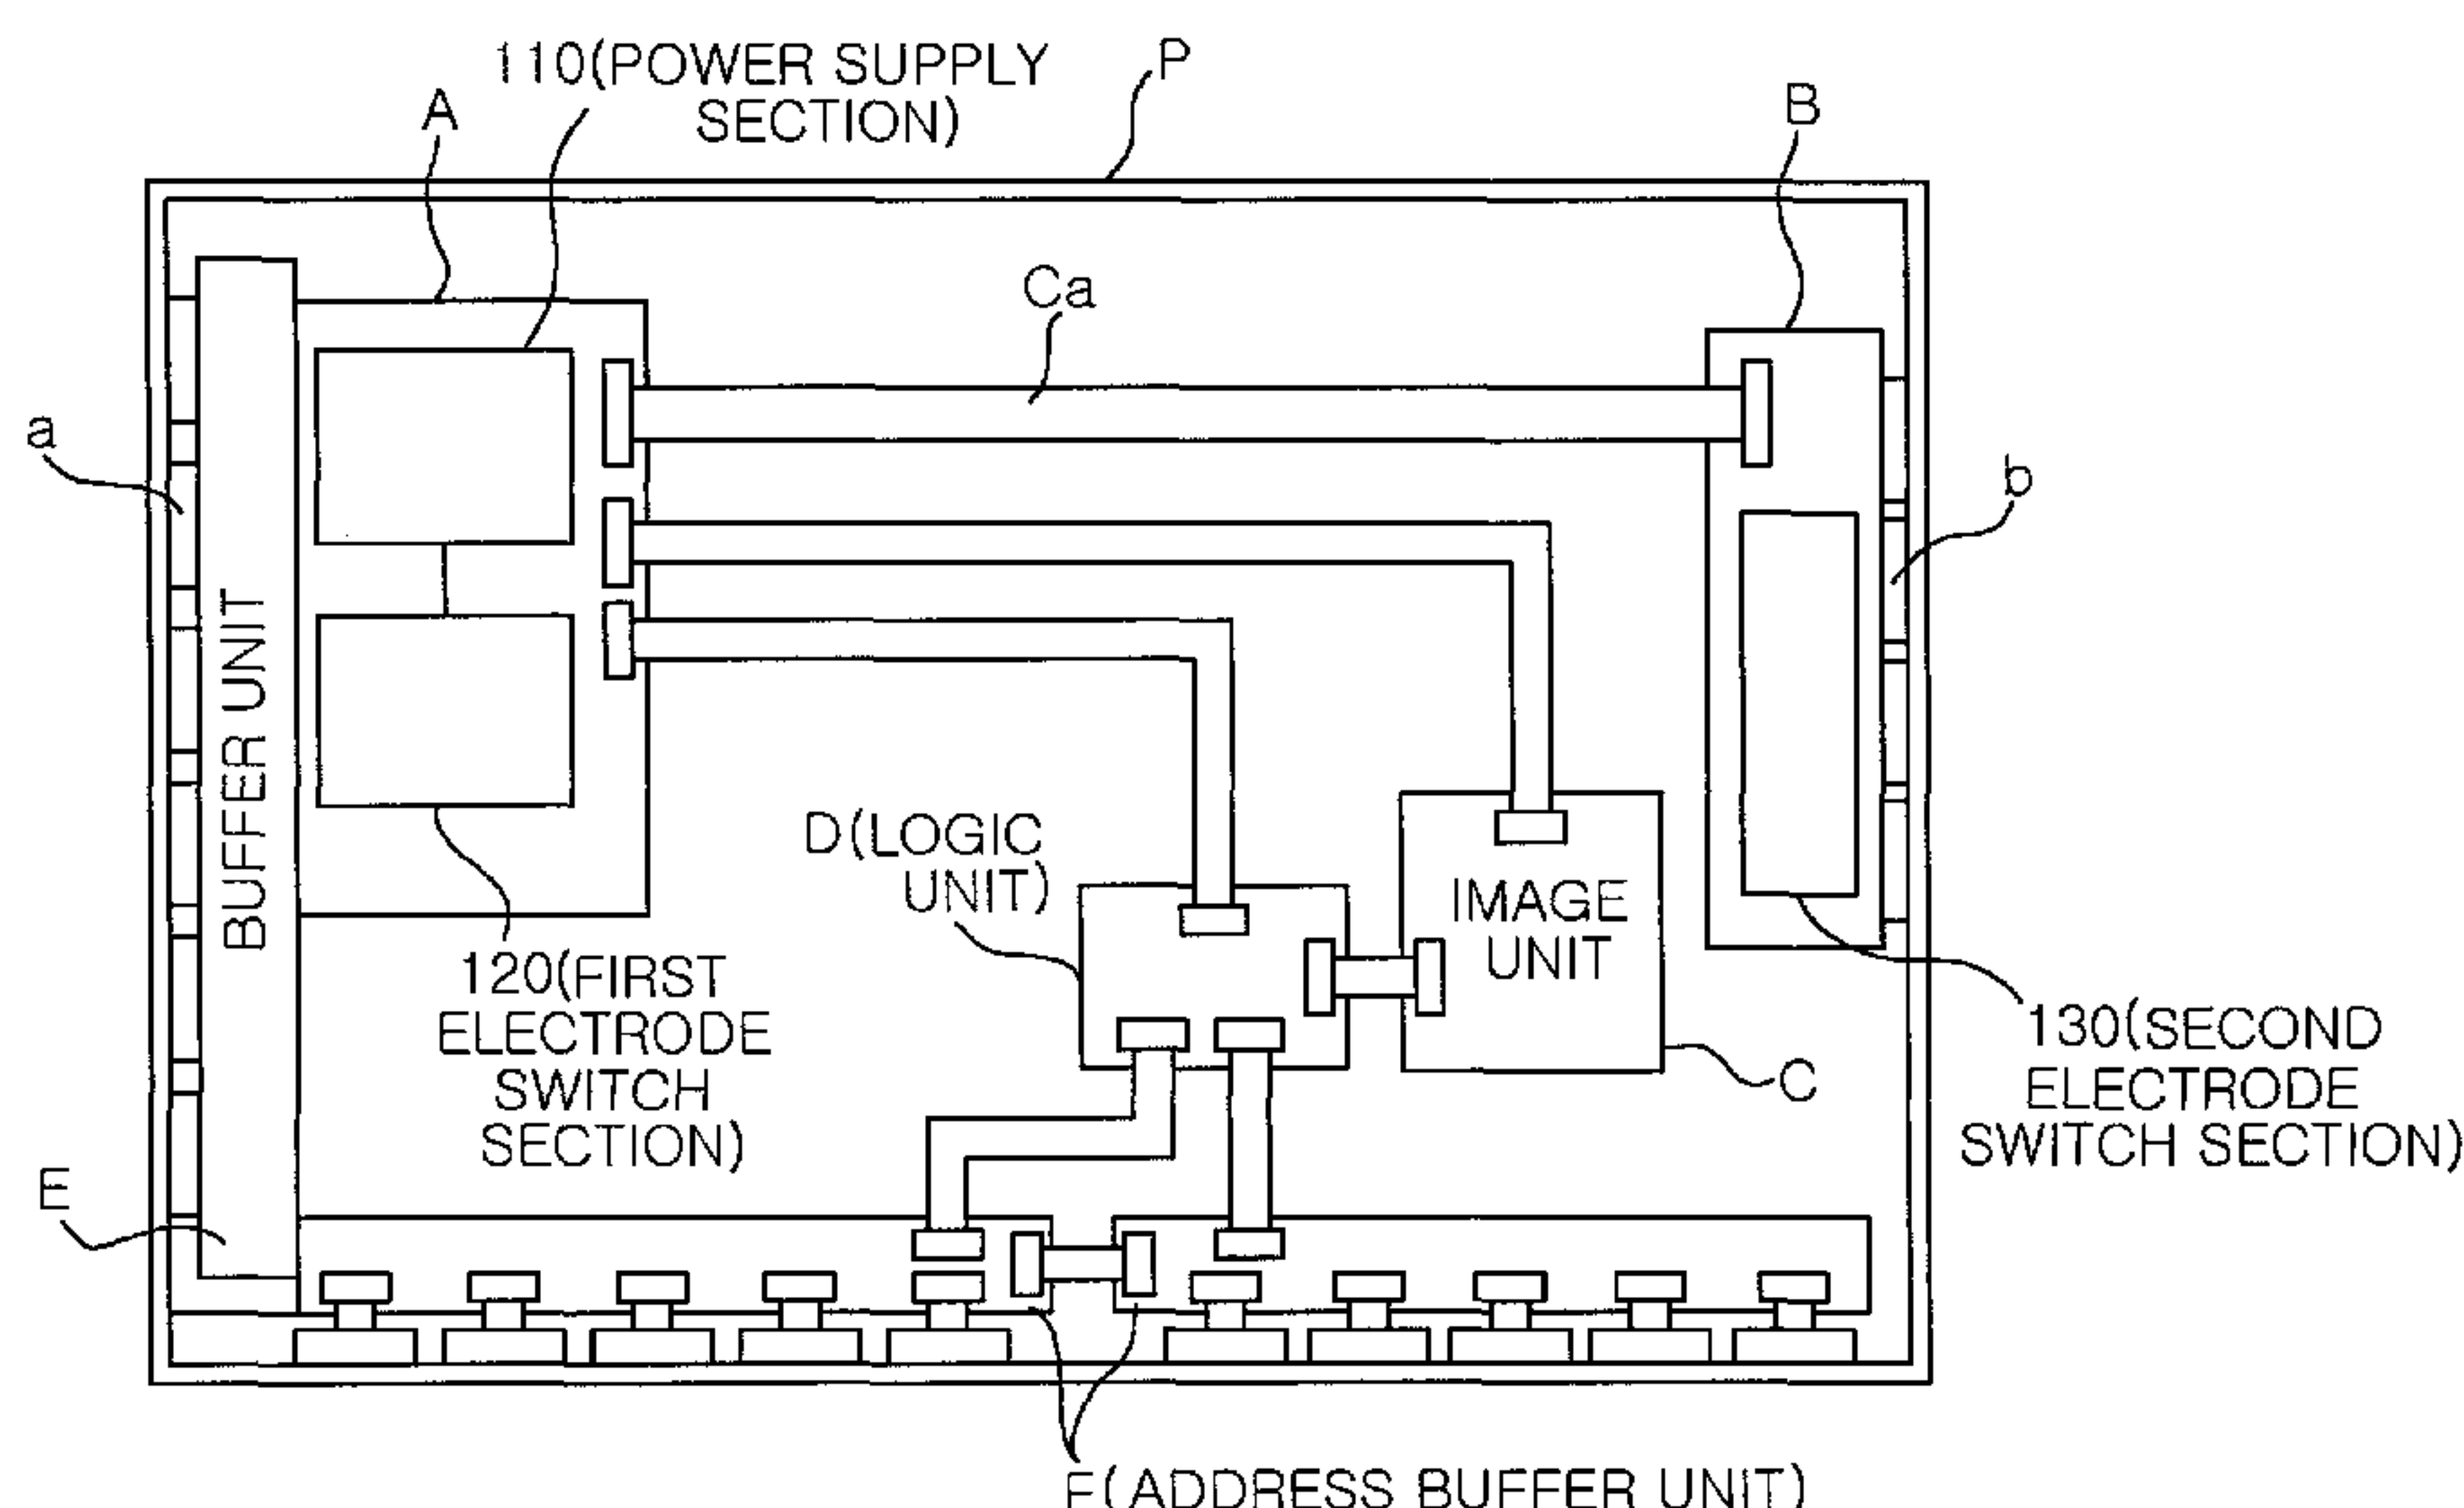 110(POWER SUPPLY
SECTION)
P
A
B
Ca
a
b
BUFFER UNIT
D(LOGIC
UNIT)
IMAGE
UNIT
120(FIRST
ELECTRODE
SWITCH
SECTION)
130(SECOND
ELECTRODE
SWITCH SECTION)
C
E
F(ADDRESS BUFFER UNIT)